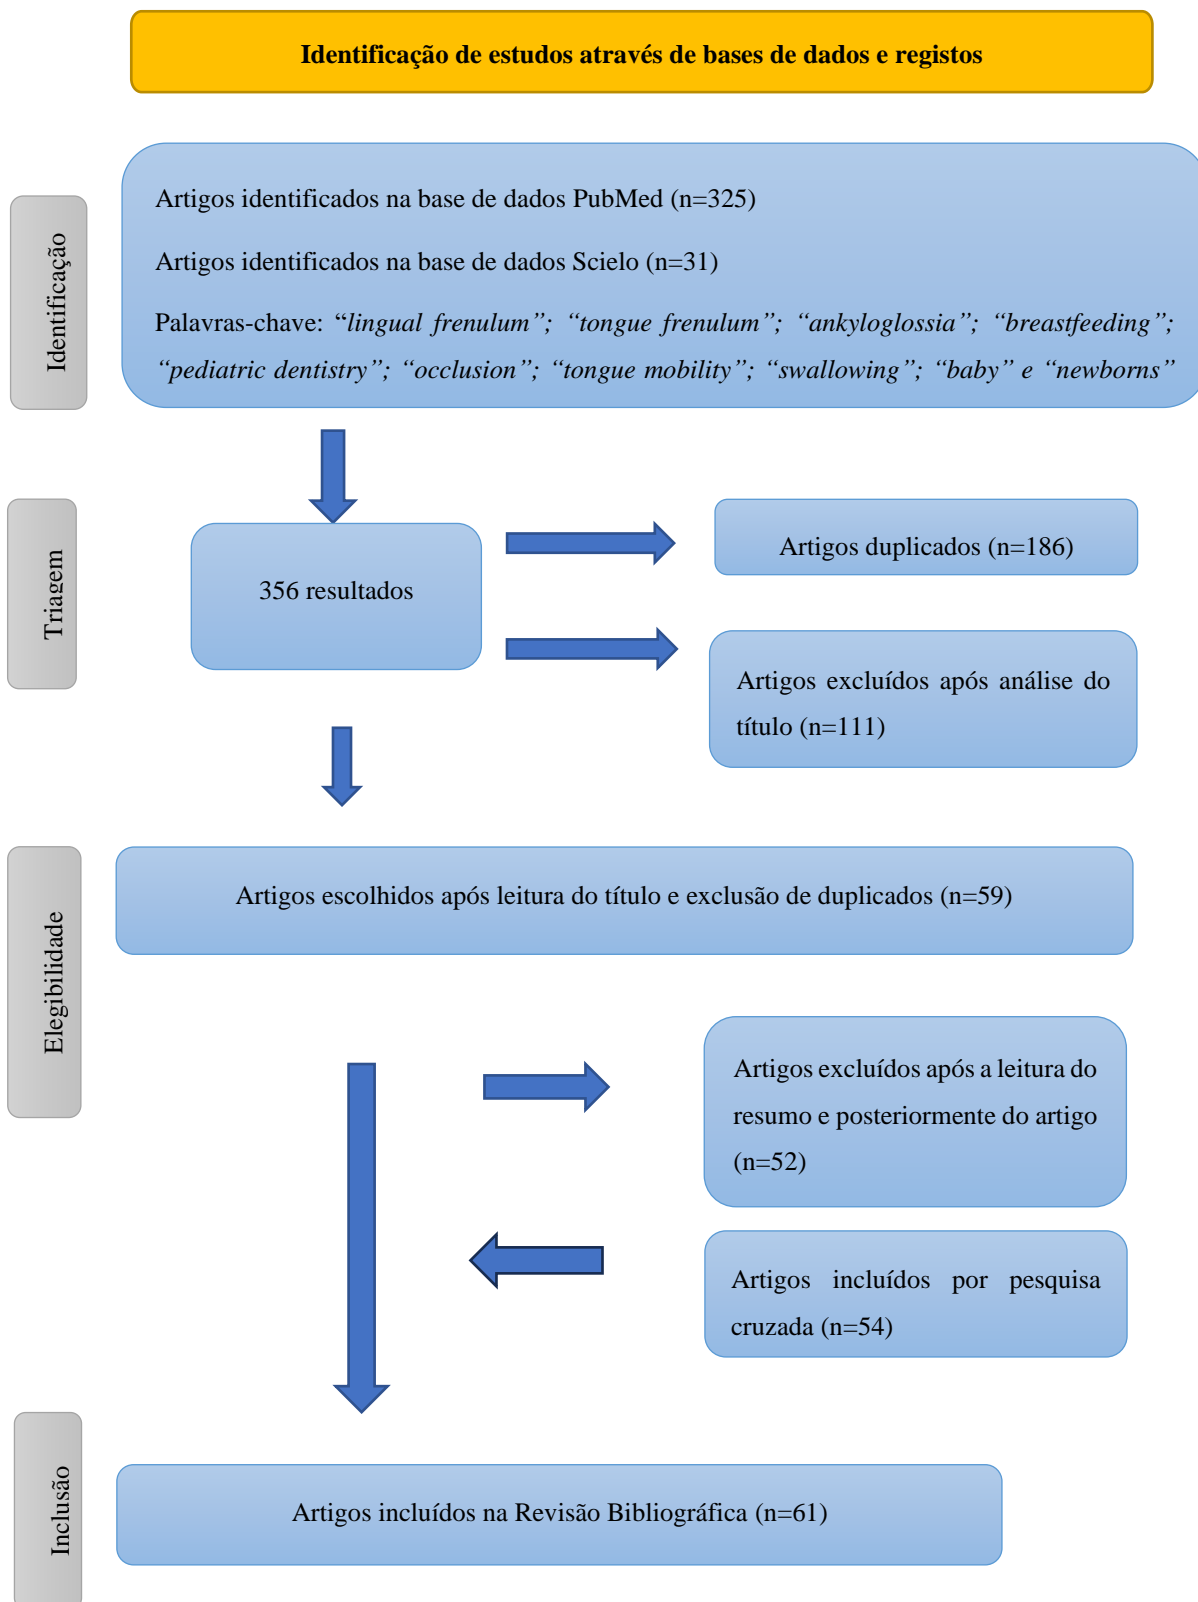 Identificação de estudos através de bases de dados e registos
Identificação
Artigos identificados na base de dados PubMed (n=325)
Artigos identificados na base de dados Scielo (n=31)
Palavras-chave: “lingual frenulum”; “tongue frenulum”; “ankyloglossia”; “breastfeeding”;
“pediatric dentistry”; “occlusion”; “tongue mobility”; “swallowing”; “baby” e “newborns”
Triagem
356 resultados
Artigos duplicados (n=186)
Artigos excluídos após análise do
título (n=111)
Elegibilidade
Artigos escolhidos após leitura do título e exclusão de duplicados (n=59)
Artigos excluídos após a leitura do
resumo e posteriormente do artigo
(n=52)
Artigos incluídos por pesquisa
cruzada (n=54)
Inclusão
Artigos incluídos na Revisão Bibliográfica (n=61)